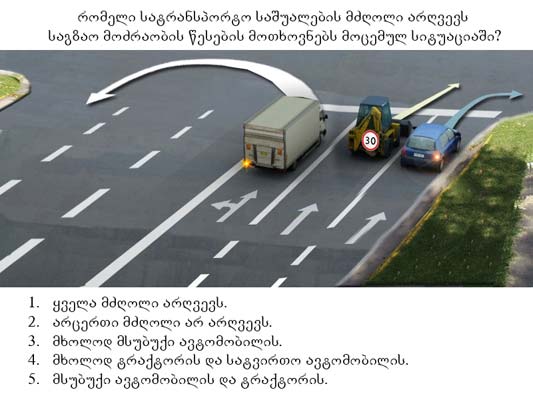 რომელი სატრანსპორტო საშუალების მძღოლი არღვევს
საგზაო მოძრაობის წესების მოთხოვნებს მოცემულ სიტუაციაში?
30
1. ყველა მძღოლი არღვევს.
2. არცერთი მძღოლი არ არღვევს.
3. მხოლოდ მსუბუქი ავტომობილის.
4. მხოლოდ ტრაქტორის და სატვირთო ავტომობილის.
5. მსუბუქი ავტომობილის და ტრაქტორის.